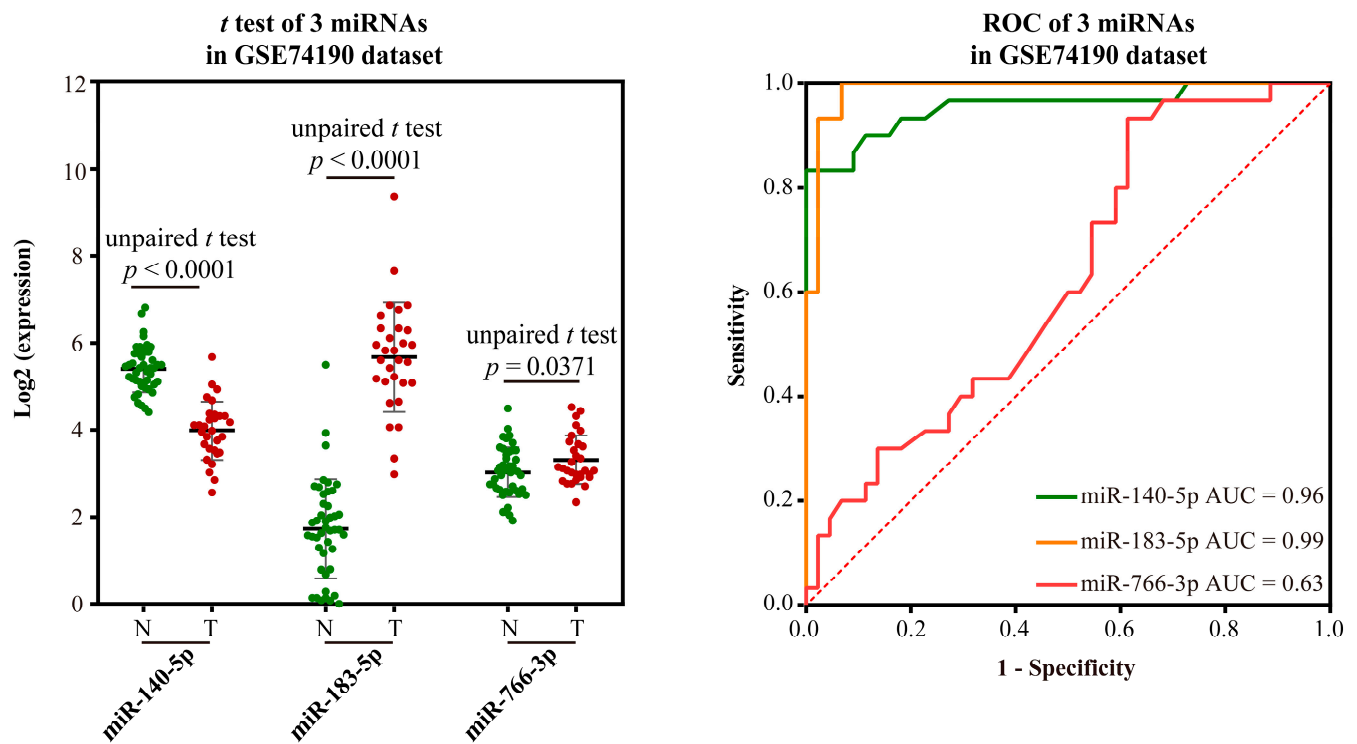 t test of 3 miRNAs
in GSE74190 dataset
Log2 (expression)
12
10
8
6
4
2
0
unpaired t test
p < 0.0001
unpaired t test
p < 0.0001
unpaired t test
p = 0.0371
N
T
N
T
N
T
miR-140-5p
miR-183-5p
miR-766-3p
ROC of 3 miRNAs
in GSE74190 dataset
Sensitivity
1.0
0.8
0.6
0.4
0.2
0.0
miR-140-5p AUC = 0.96
miR-183-5p AUC = 0.99
miR-766-3p AUC = 0.63
0.0
0.2
0.4
0.6
0.8
1.0
1 - Specificity